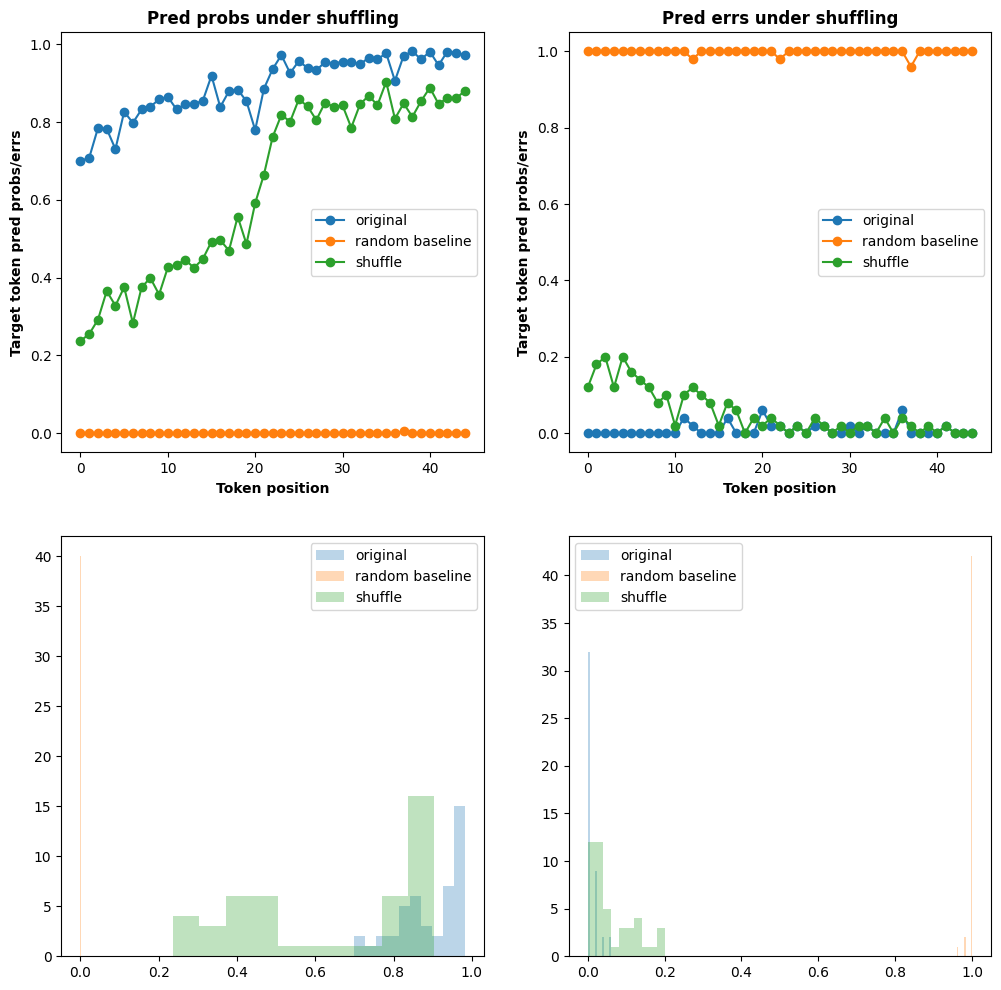 Pred probs under shuffling
Target token pred probs/errs
1.0
0.8
0.6
0.4
0.2
0.0
original
random baseline
shuffle
0 10 20 30 40
Token position
Pred errs under shuffling
Target token pred probs/errs
1.0
0.8
0.6
0.4
0.2
0.0
original
random baseline
shuffle
0 10 20 30 40
Token position
40
35
30
25
20
15
10
5
0
original
random baseline
shuffle
0.0 0.2 0.4 0.6 0.8 1.0
40
35
30
25
20
15
10
5
0
original
random baseline
shuffle
0.0 0.2 0.4 0.6 0.8 1.0